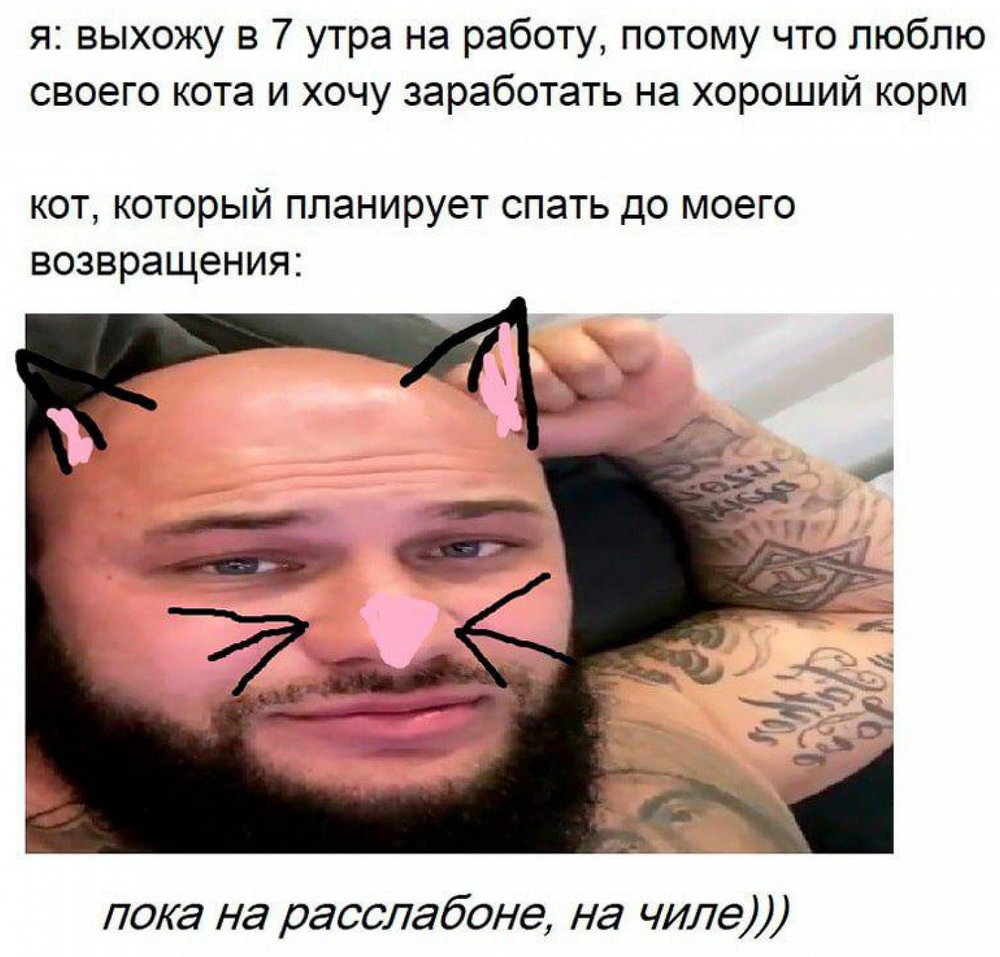 я: выхожу в 7 утра на работу, потому что люблю
своего кота и хочу заработать на хороший корм
кот, который планирует спать до моего
возвращения:
пока на расслабоне, на чиле)))